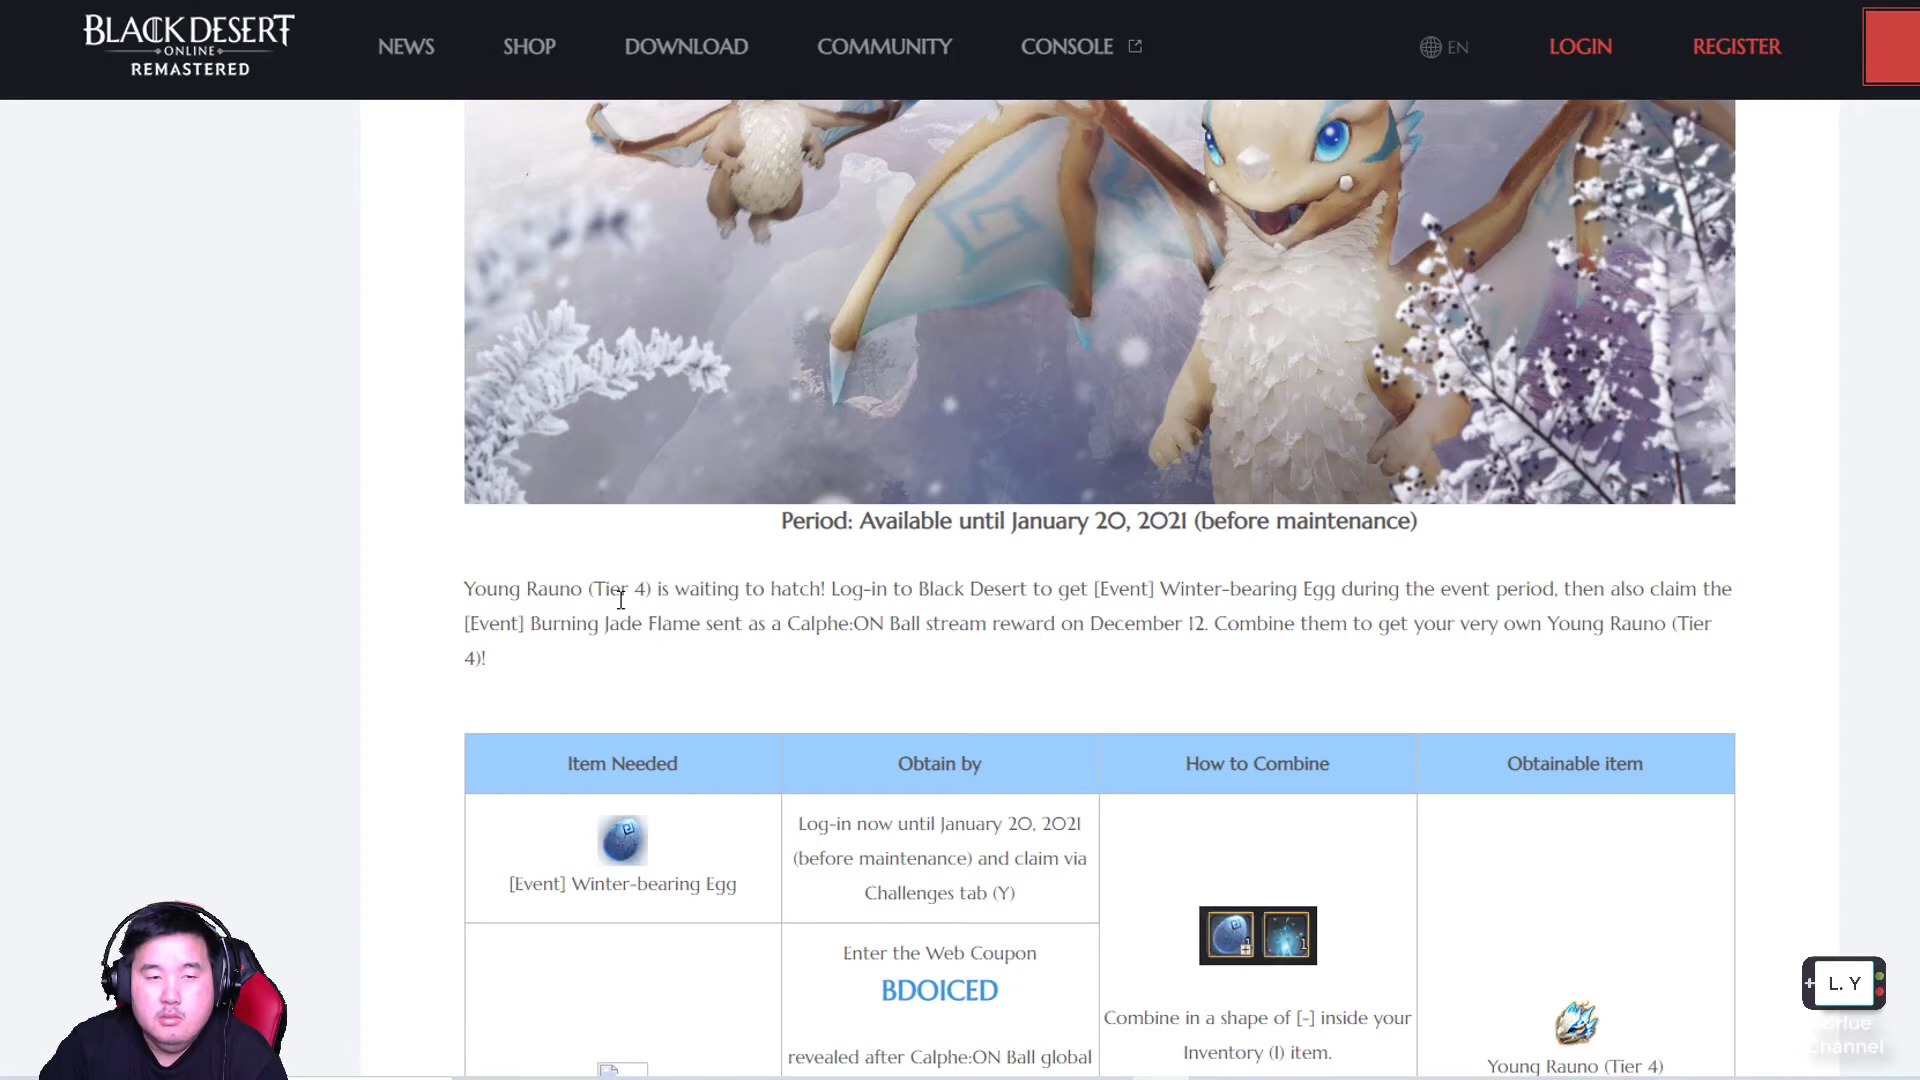 BLACK DESERT
ONLINE
REMASTERED
NEWS
SHOP
DOWNLOAD
COMMUNITY
CONSOLE
EN
LOGIN
REGISTER
Period: Available until January 20, 2021 (before maintenance)
Young Rauno (Tier 4) is waiting to hatch! Log-in to Black Desert to get [Event] Winter-bearing Egg during the event period, then also claim the
[Event] Burning Jade Flame sent as a Calphe:ON Ball stream reward on December 12. Combine them to get your very own Young Rauno (Tier
4)!
Item Needed
Obtain by
How to Combine
Obtainable item
[Event] Winter-bearing Egg
Log-in now until January 20, 2021
(before maintenance) and claim via
Challenges tab (Y)
Enter the Web Coupon
BDOICED
revealed after Calphe:ON Ball global
1
1
Combine in a shape of [-] inside your
Inventory (I) item.
Young Rauno (Tier 4)
L. Y
Channel